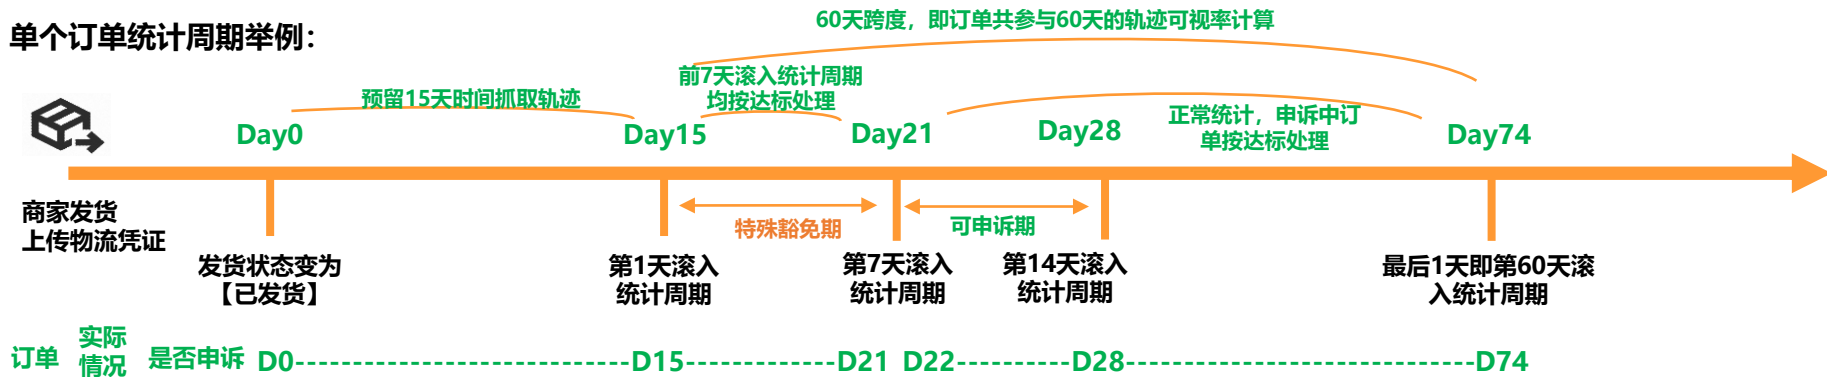 60天跨度，即订单共参与60天的轨迹可视率计算
单个订单统计周期举例：
前7天滚入统计周期
均按达标处理
预留15天时间抓取轨迹
正常统计，申诉中订
单按达标处理
Day0
Day15
Day21
Day28
Day74
商家发货
上传物流凭证
特殊豁免期
可申诉期
发货状态变为
【已发货】
第1天滚入
统计周期
第7天滚入
统计周期
第14天滚入
统计周期
最后1天即第60天滚
入统计周期
订单
实际
情况
是否申诉
D0-----------------------------------D15----------------D21 D22------------D28-------------------------------------D74